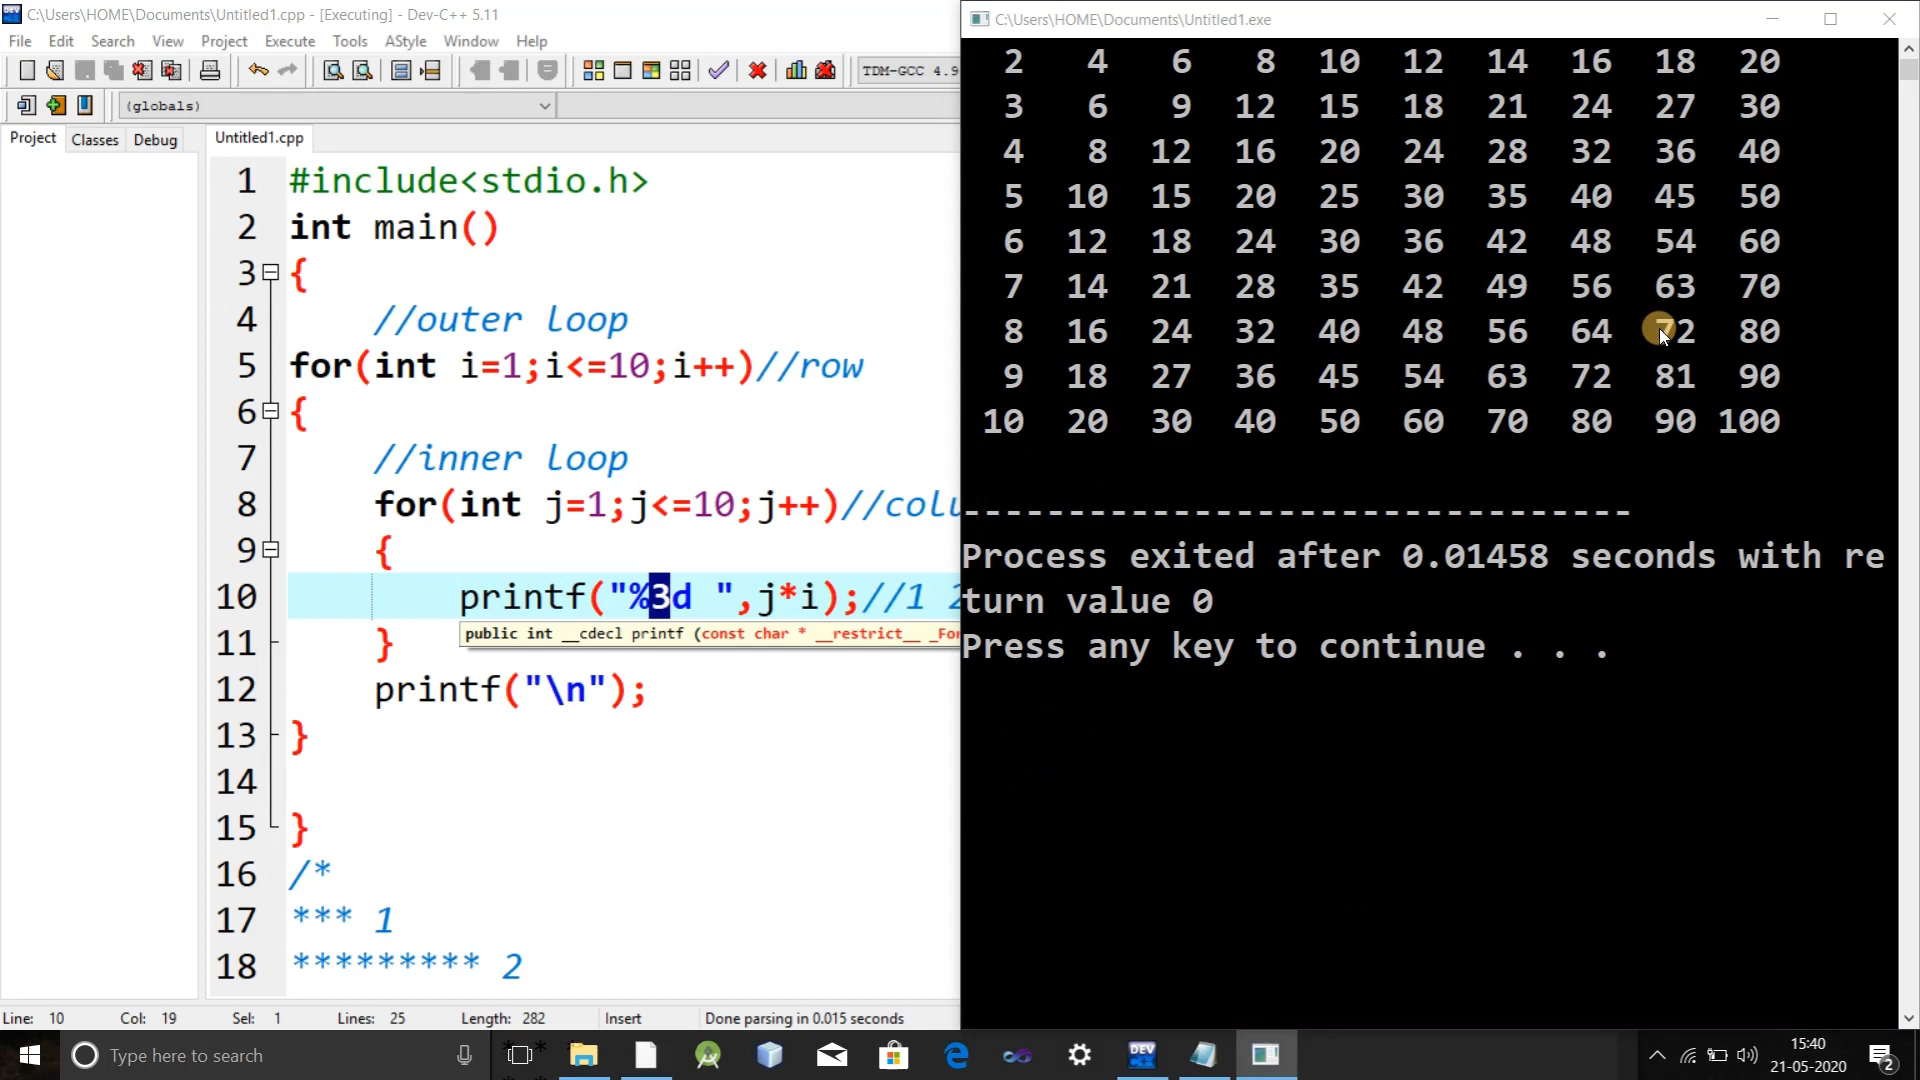 C:\Users\HOME\Documents\Untitled1.cpp - [Executing] - Dev-C++ 5.11
File Edit Search View Project Execute Tools AStyle Window Help
TDM-GCC 4.9
(globals)
Project Classes Debug
Untitled1.cpp
1 #include<stdio.h>
2 int main()
3 {
4 //outer loop
5 for(int i=1;i<=10;i++)//row
6 {
7 //inner loop
8 for(int j=1;j<=10;j++)//colu
9 {
10 printf("%3d ",j*i);//1 2
public int __cdecl printf (const char * __restrict__ _For
11 }
12 printf("\n");
13 }
14
15 }
16 /*
17 *** 1
18 ********* 2
Line: 10 Col: 19 Sel: 1 Lines: 25 Length: 282 Insert Done parsing in 0.015 seconds
C:\Users\HOME\Documents\Untitled1.exe
2 4 6 8 10 12 14 16 18 20
3 6 9 12 15 18 21 24 27 30
4 8 12 16 20 24 28 32 36 40
5 10 15 20 25 30 35 40 45 50
6 12 18 24 30 36 42 48 54 60
7 14 21 28 35 42 49 56 63 70
8 16 24 32 40 48 56 64 72 80
9 18 27 36 45 54 63 72 81 90
10 20 30 40 50 60 70 80 90 100
--------------------------------
Process exited after 0.01458 seconds with re
turn value 0
Press any key to continue . . .
Type here to search
DEV
15:40
21-05-2020
2